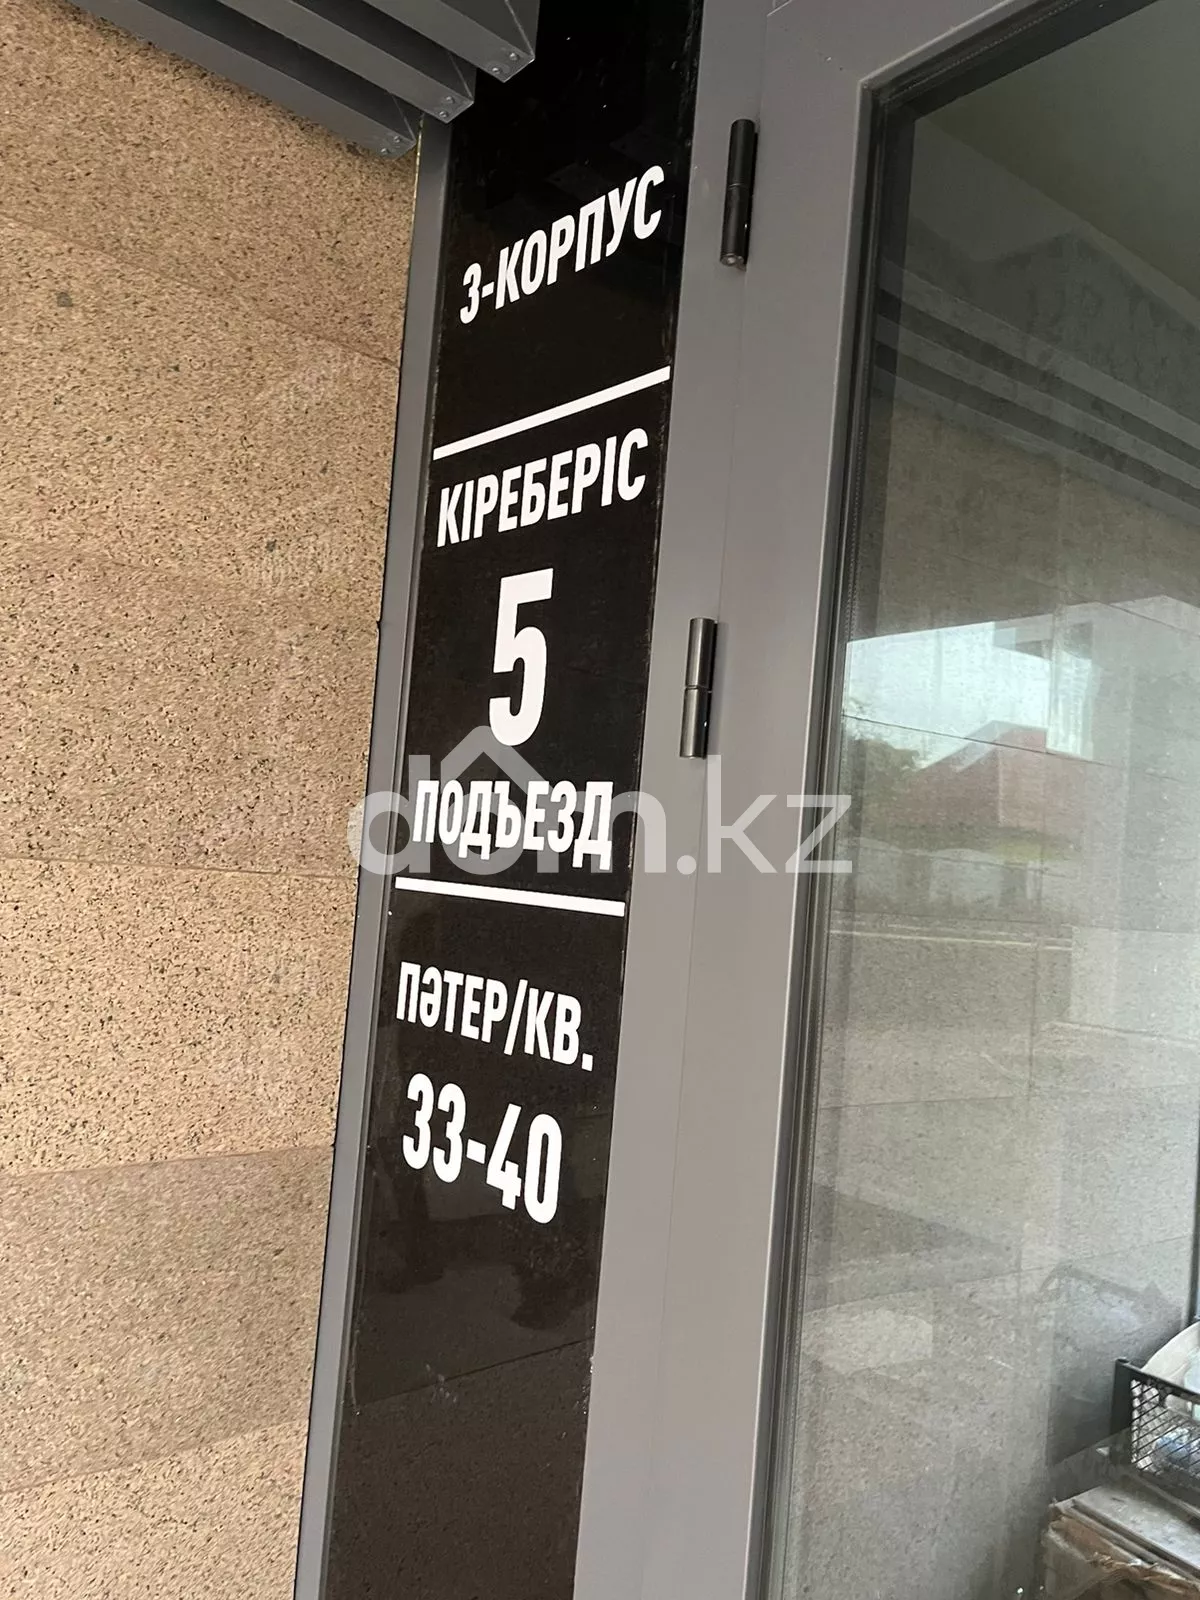 3-КОРПУС
КІРЕБЕРІС
5
ПОДЪЕЗД
dom.kz
ПӘТЕР/КВ.
33-40